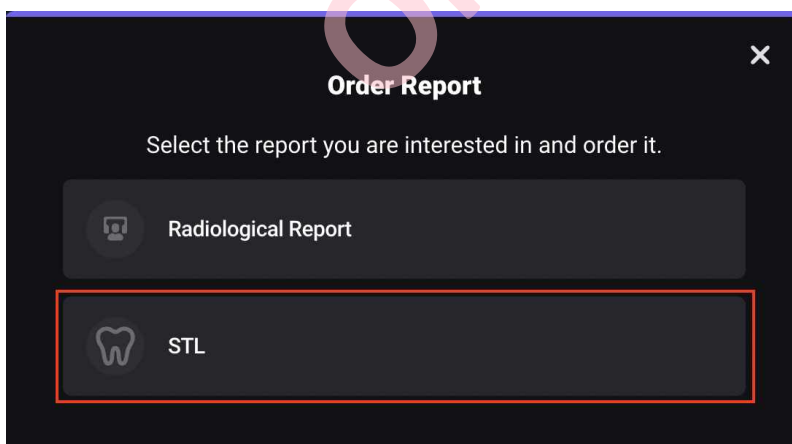 Order Report
Select the report you are interested in and order it.
Radiological Report
STL